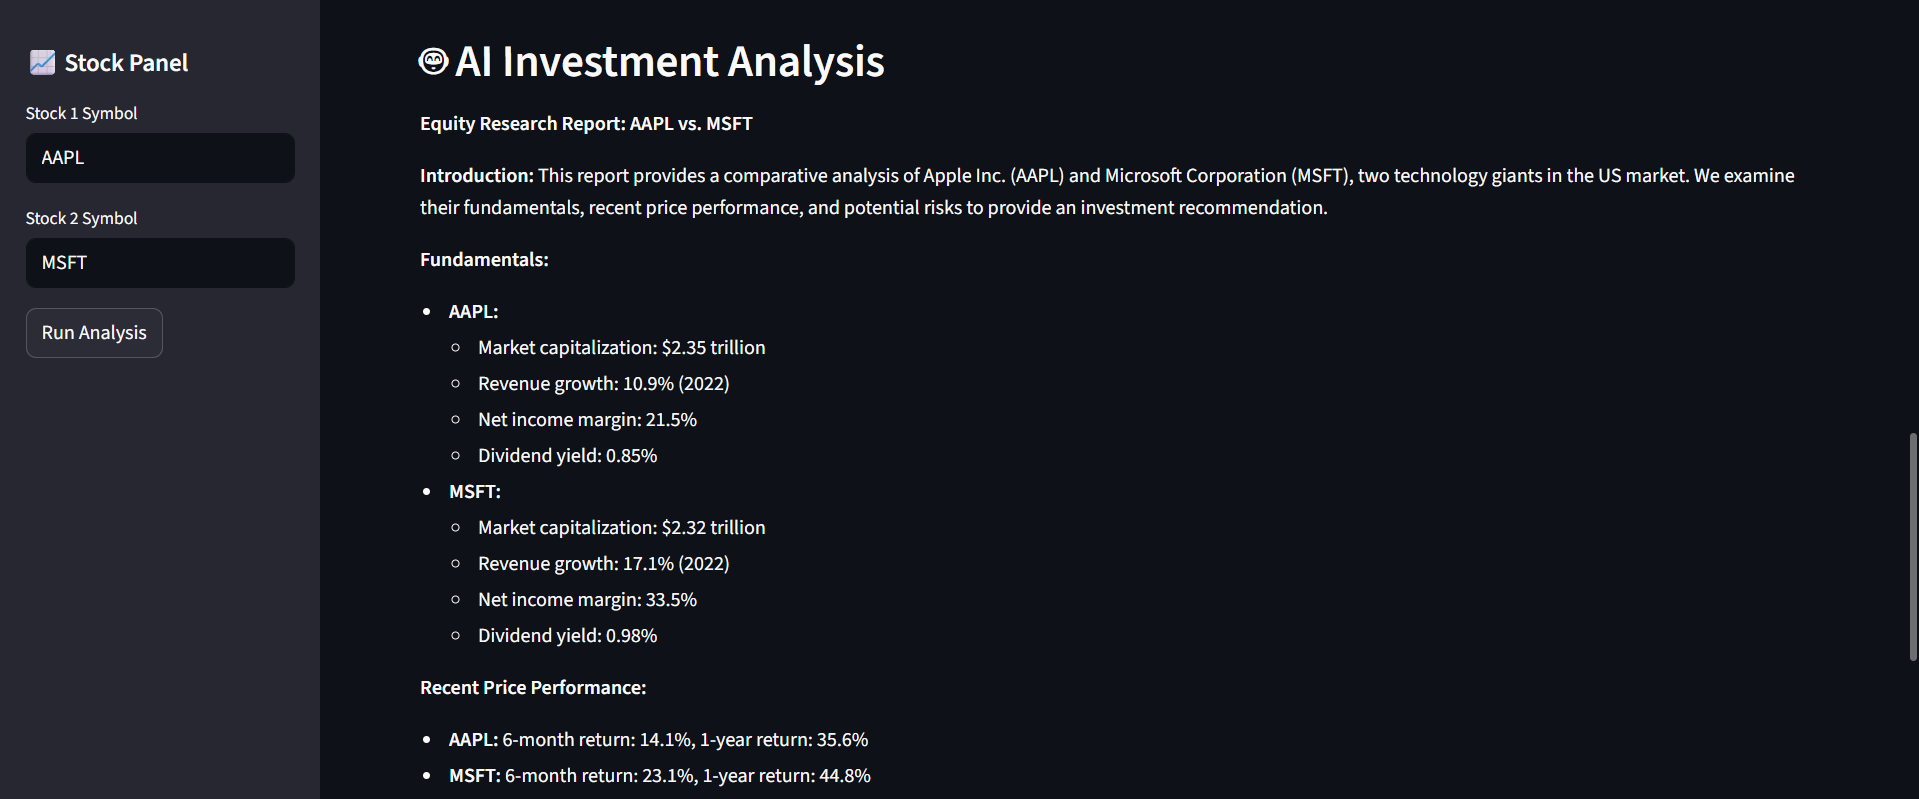 Stock Panel
Stock 1 Symbol
AAPL
Stock 2 Symbol
MSFT
Run Analysis
AI Investment Analysis
Equity Research Report: AAPL vs. MSFT
Introduction: This report provides a comparative analysis of Apple Inc. (AAPL) and Microsoft Corporation (MSFT), two technology giants in the US market. We examine
their fundamentals, recent price performance, and potential risks to provide an investment recommendation.
Fundamentals:
AAPL:
Market capitalization: $2.35 trillion
Revenue growth: 10.9% (2022)
Net income margin: 21.5%
Dividend yield: 0.85%
MSFT:
Market capitalization: $2.32 trillion
Revenue growth: 17.1% (2022)
Net income margin: 33.5%
Dividend yield: 0.98%
Recent Price Performance:
AAPL: 6-month return: 14.1%, 1-year return: 35.6%
MSFT: 6-month return: 23.1%, 1-year return: 44.8%